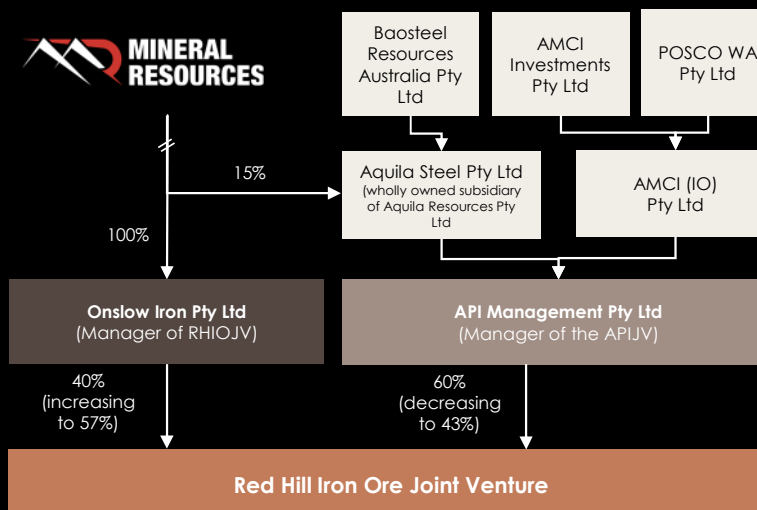 MINERAL
RESOURCES
Baosteel
Resources
Australia Pty
Ltd
AMCI
Investments
Pty Ltd
POSCO WA
Pty Ltd
15%
Aquila Steel Pty Ltd
(wholly owned subsidiary
of Aquila Resources Pty
Ltd
AMCI (IO)
Pty Ltd
100%
Onslow Iron Pty Ltd
(Manager of RHIOJV)
API Management Pty Ltd
(Manager of the APIJV)
40%
(increasing
to 57%)
60%
(decreasing
to 43%)
Red Hill Iron Ore Joint Venture